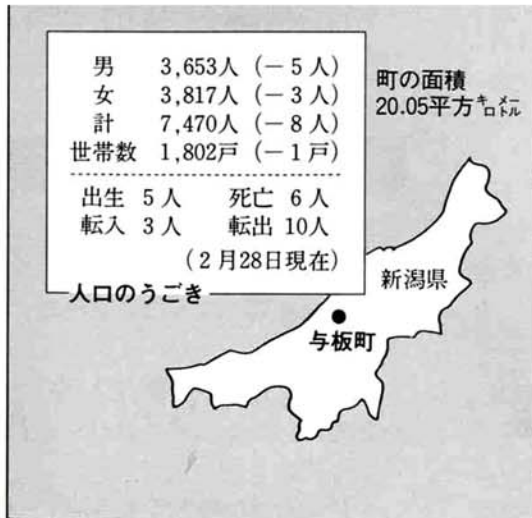 男 3,653人 (－5人)
女 3,817人 (－3人)
計 7,470人 (－8人)
世帯数 1,802戸 (－1戸)
出生 5人 死亡 6人
転入 3人 転出 10人
(2月28日現在)
人口のうごき
町の面積
20.05平方キロメートル
新潟県
与板町